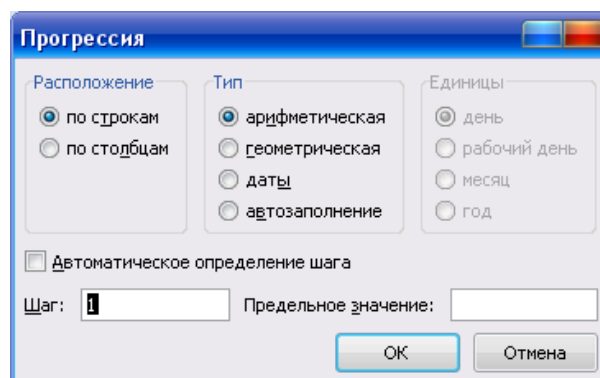 Прогрессия
Расположение Тип Единицы
по строкам арифметическая день
по столбцам геометрическая рабочий день
даты месяц
автозаполнение год
Автоматическое определение шага
Шаг: 1 Предельное значение:
ОК Отмена